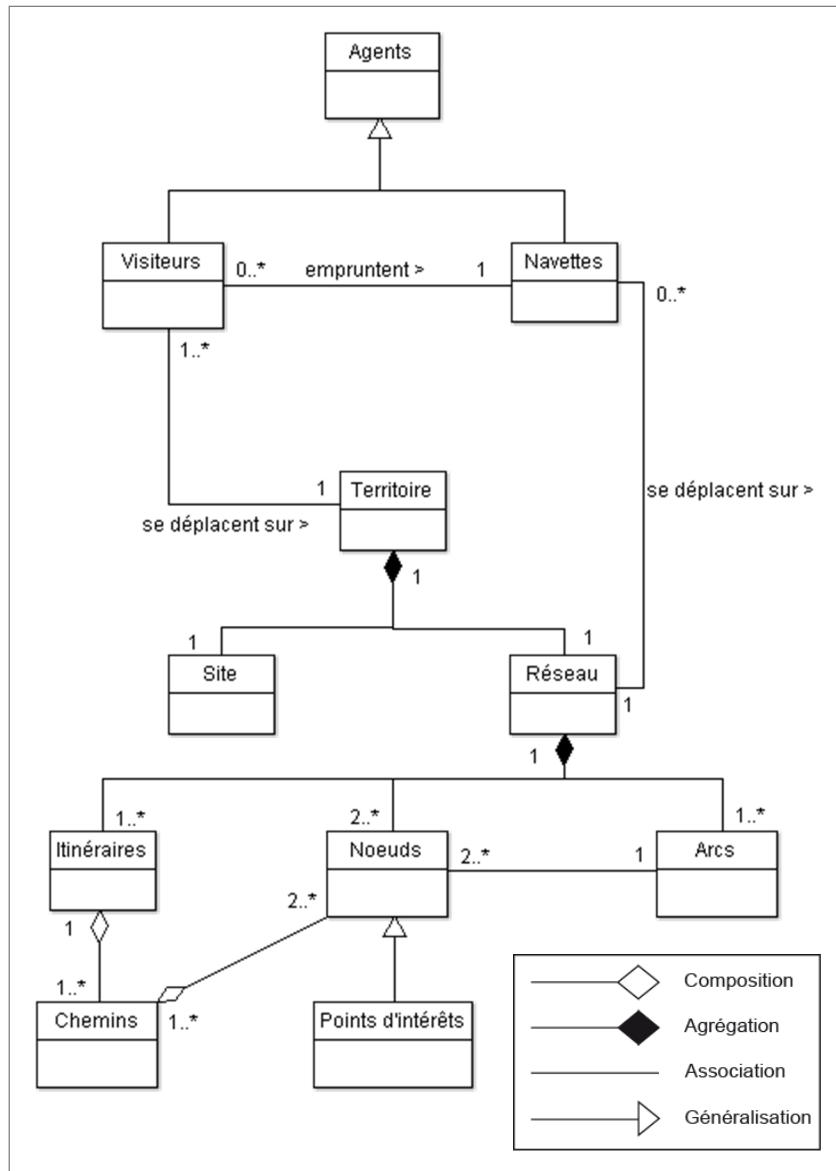 Agents
Visiteurs
Navettes
0..*
empruntent >
1
0..*
1..*
Territoire
1
se déplacent sur >
se déplacent sur >
1
1
1
Site
Réseau
1
1
1..*
2..*
1..*
Itinéraires
Noeuds
2..*
1
Arcs
1
2..*
1..*
Chemins
1..*
Points d'intérêts
Composition
Agrégation
Association
Généralisation